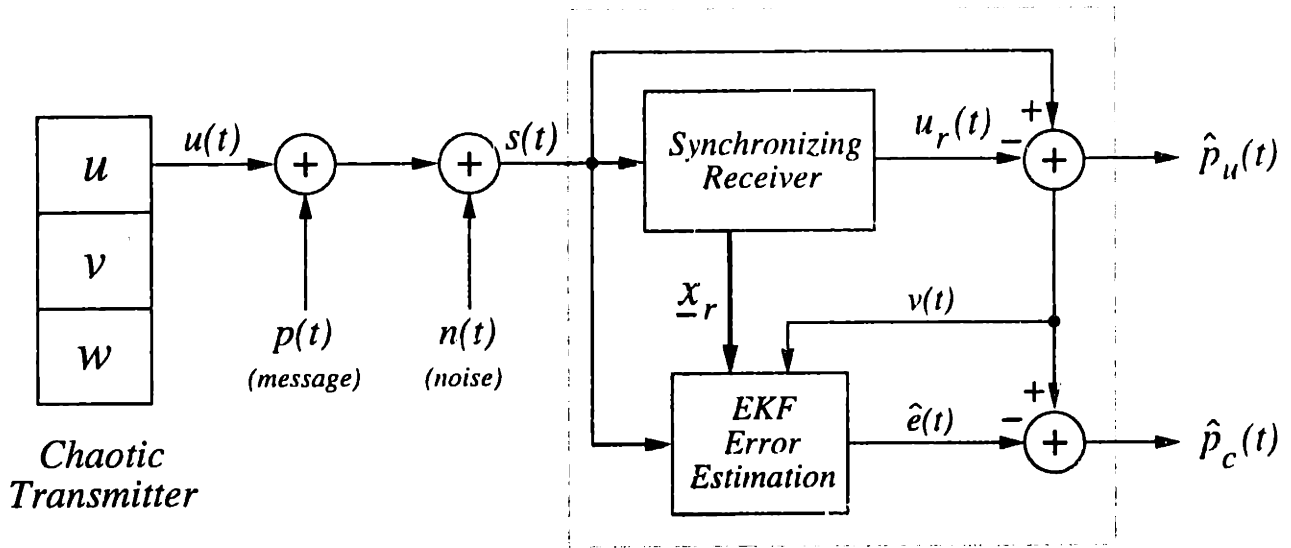 u
v
w
Chaotic
Transmitter
u(t)
+
p(t)
(message)
+
n(t)
(noise)
s(t)
Synchronizing
Receiver
u_r(t)
+
−
+
p̂_u(t)
x_r
v(t)
EKF
Error
Estimation
ê(t)
+
−
+
p̂_c(t)